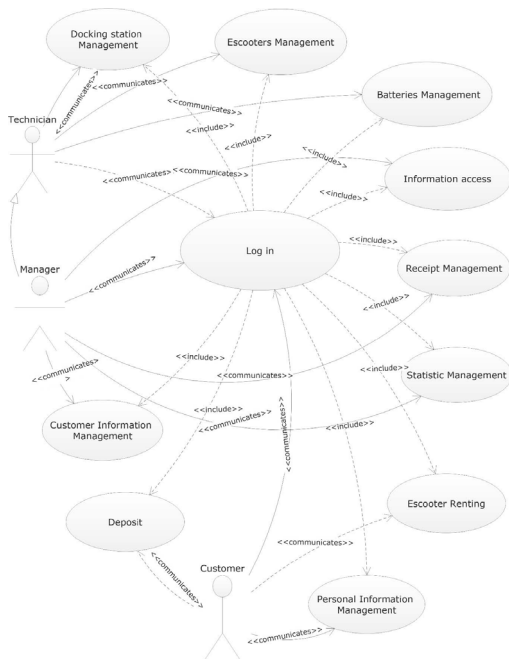 Docking station
Management
Escooters Management
<<communicates>>
<<communicates>>
Batteries Management
Technician
<<communicates>>
<<include>>
<<include>>
<<include>>
<<communicates>>
<<communicates>>
Information access
<<include>>
Log in
<<include>>
Receipt Management
Manager
<<communicates>>
<<include>>
<<include>>
<<communicates>>
<<communicates
>
<<include>>
Statistic Management
<<include>>
<<communicates>>
Customer Information
Management
<<include>>
<<communicates>>
Escooter Renting
Deposit
<<communicates>>
Customer
<<communicates>>
Personal Information
Management
<<communicates>>